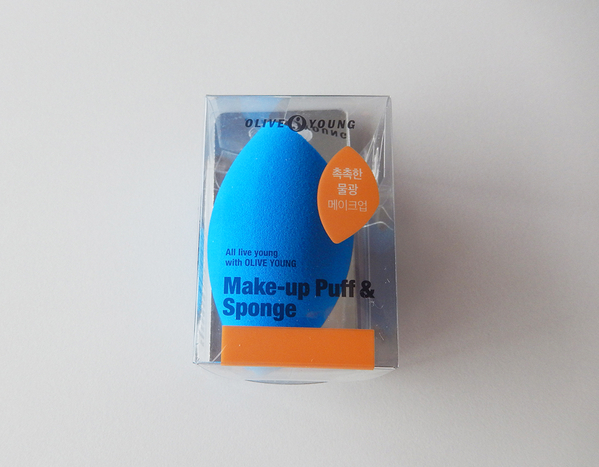 OLIVE YOUNG
촉촉한
물광
메이크업
All live young
with OLIVE YOUNG
Make-up Puff &
Sponge